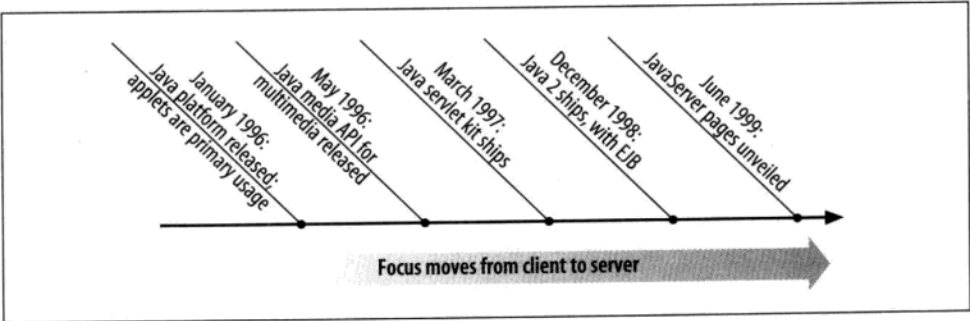 January 1996:
Java platform released;
applets are primary usage
May 1996:
Java media API for
multimedia released
March 1997:
Java servlet kit ships
December 1998:
Java 2 ships, with EJB
June 1999:
JavaServer pages unveiled
Focus moves from client to server